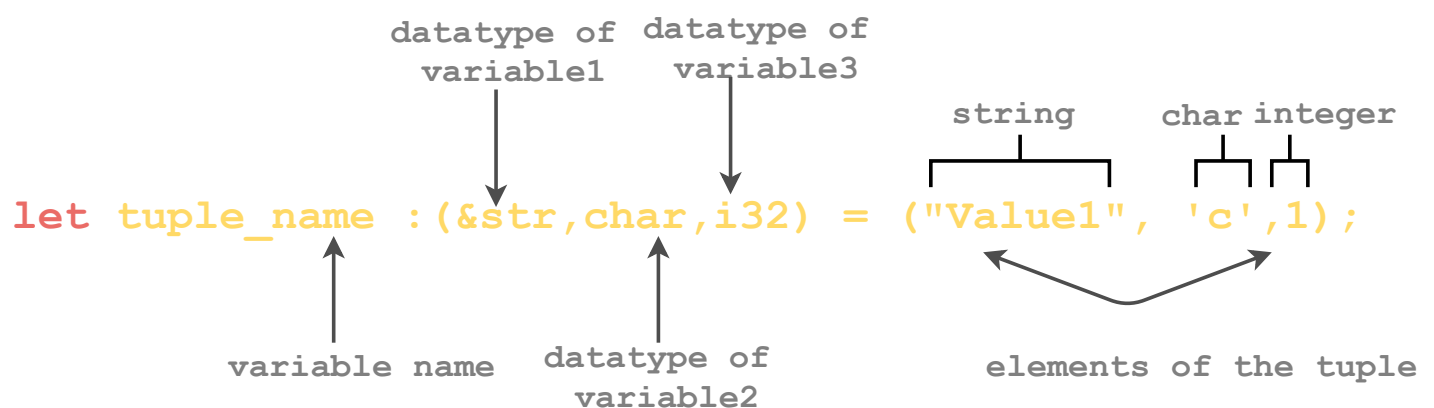 datatype of
variable1
datatype of
variable3
string
char
integer
let tuple_name :(&str,char,i32) = ("Value1", 'c',1);
variable name
datatype of
variable2
elements of the tuple